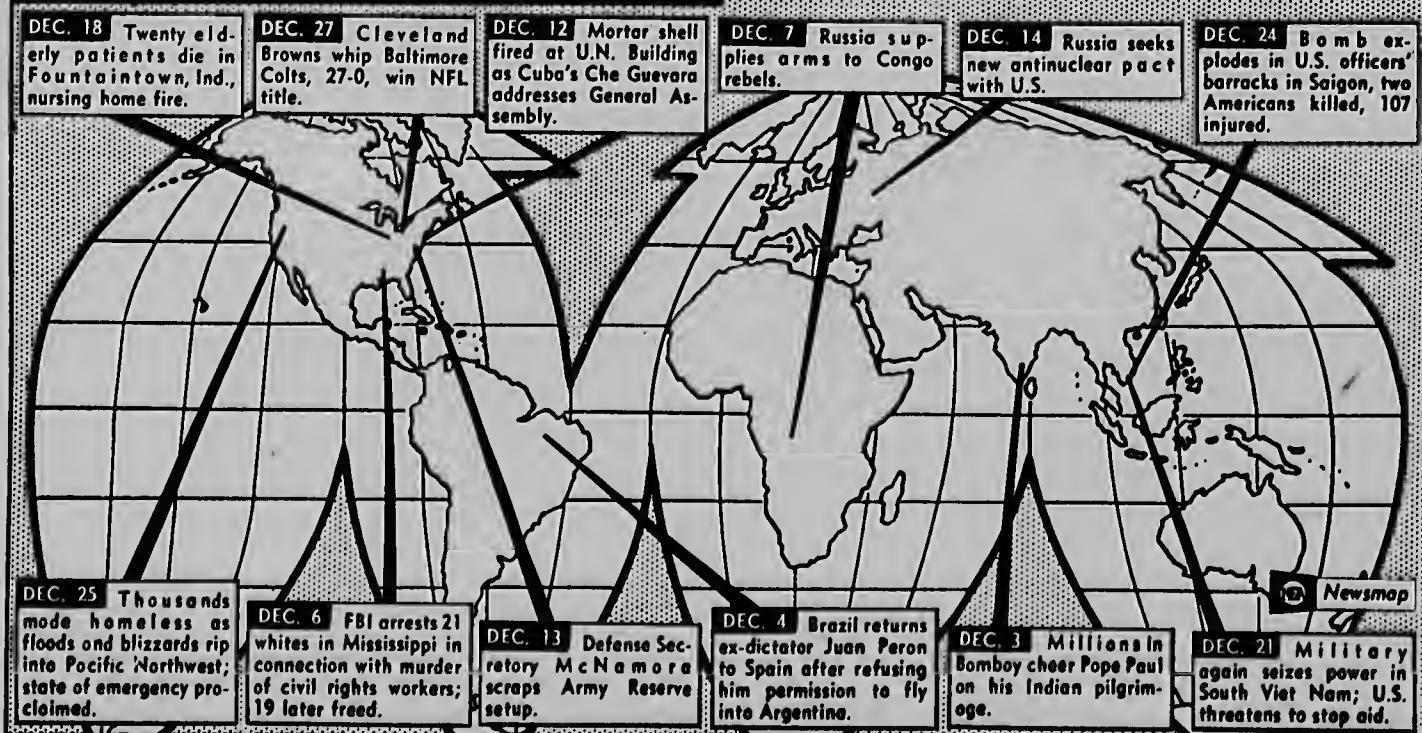 DEC. 18 Twenty eld-
erly patients die in
Fountaintown, Ind.,
nursing home fire.
DEC. 27 Cleveland
Browns whip Baltimore
Colts, 27-0, win NFL
title.
DEC. 12 Mortar shell
fired at U.N. Building
as Cuba's Che Guevara
addresses General As-
sembly.
DEC. 7 Russia sup-
plies arms to Congo
rebels.
DEC. 14 Russia seeks
new antinuclear pact
with U.S.
DEC. 24 Bomb ex-
plodes in U.S. officers'
barracks in Saigon, two
Americans killed, 107
injured.
DEC. 25 Thousands
made homeless as
floods and blizzards rip
into Pacific Northwest;
state of emergency pro-
claimed.
DEC. 6 FBI arrests 21
whites in Mississippi in
connection with murder
of civil rights workers;
19 later freed.
DEC. 13 Defense Sec-
retary McNamara
scraps Army Reserve
setup.
DEC. 4 Brazil returns
ex-dictator Juan Peron
to Spain after refusing
him permission to fly
into Argentina.
DEC. 3 Millions in
Bombay cheer Pope Paul
on his Indian pilgrim-
age.
NEA Newsmap
DEC. 21 Military
again seizes power in
South Viet Nam; U.S.
threatens to stop aid.